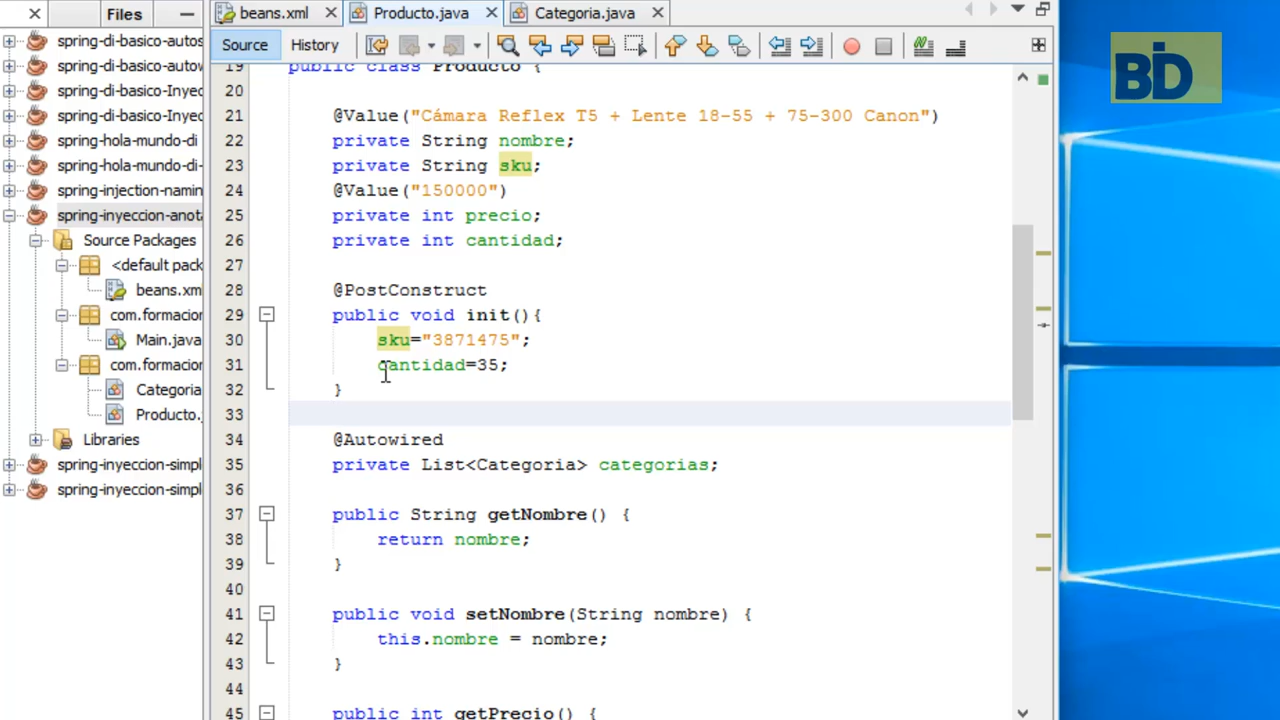 Files
beans.xml
Producto.java
Categoria.java
Source
History
BD
spring-di-basico-autos
spring-di-basico-autow
spring-di-basico-Inyec
spring-di-basico-Inyec
spring-hola-mundo-di
spring-hola-mundo-di-
spring-injection-namin
spring-inyeccion-anota
Source Packages
<default pack
beans.xml
com.formacion
Main.java
com.formacion
Categoria
Producto.
Libraries
spring-inyeccion-simpl
spring-inyeccion-simpl
19 public class Producto {
20
21 @Value("Cámara Reflex T5 + Lente 18-55 + 75-300 Canon")
22 private String nombre;
23 private String sku;
24 @Value("150000")
25 private int precio;
26 private int cantidad;
27
28 @PostConstruct
29 public void init(){
30 sku="3871475";
31 cantidad=35;
32 }
33
34 @Autowired
35 private List<Categoria> categorias;
36
37 public String getNombre() {
38 return nombre;
39 }
40
41 public void setNombre(String nombre) {
42 this.nombre = nombre;
43 }
44
45 public int getPrecio() {